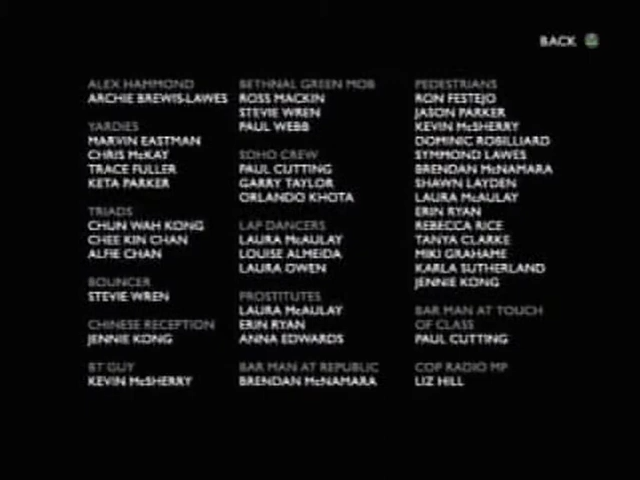 BACK
ALEX HAMMOND
ARCHIE BREWIS-LAWES
YARDIES
MARVIN EASTMAN
CHRIS McKAY
TRACE FULLER
KETA PARKER
TRIADS
CHUN WAH KONG
CHEE KIN CHAN
ALFIE CHAN
BOUNCER
STEVIE WREN
CHINESE RECEPTION
JENNIE KONG
BT GUY
KEVIN McSHERRY
BETHNAL GREEN MOB
ROSS MACKIN
STEVIE WREN
PAUL WEBB
SOHO CREW
PAUL CUTTING
GARRY TAYLOR
ORLANDO KHOTA
LAP DANCERS
LAURA McAULAY
LOUISE ALMEIDA
LAURA OWEN
PROSTITUTES
LAURA McAULAY
ERIN RYAN
ANNA EDWARDS
BAR MAN AT REPUBLIC
BRENDAN McNAMARA
PEDESTRIANS
RON FESTEJO
JASON PARKER
KEVIN McSHERRY
DOMINIC ROBILLIARD
SYMMOND LAWES
BRENDAN McNAMARA
SHAWN LAYDEN
LAURA McAULAY
ERIN RYAN
REBECCA RICE
TANYA CLARKE
MIKI GRAHAME
KARLA SUTHERLAND
JENNIE KONG
BAR MAN AT TOUCH
OF CLASS
PAUL CUTTING
COP RADIO MP
LIZ HILL